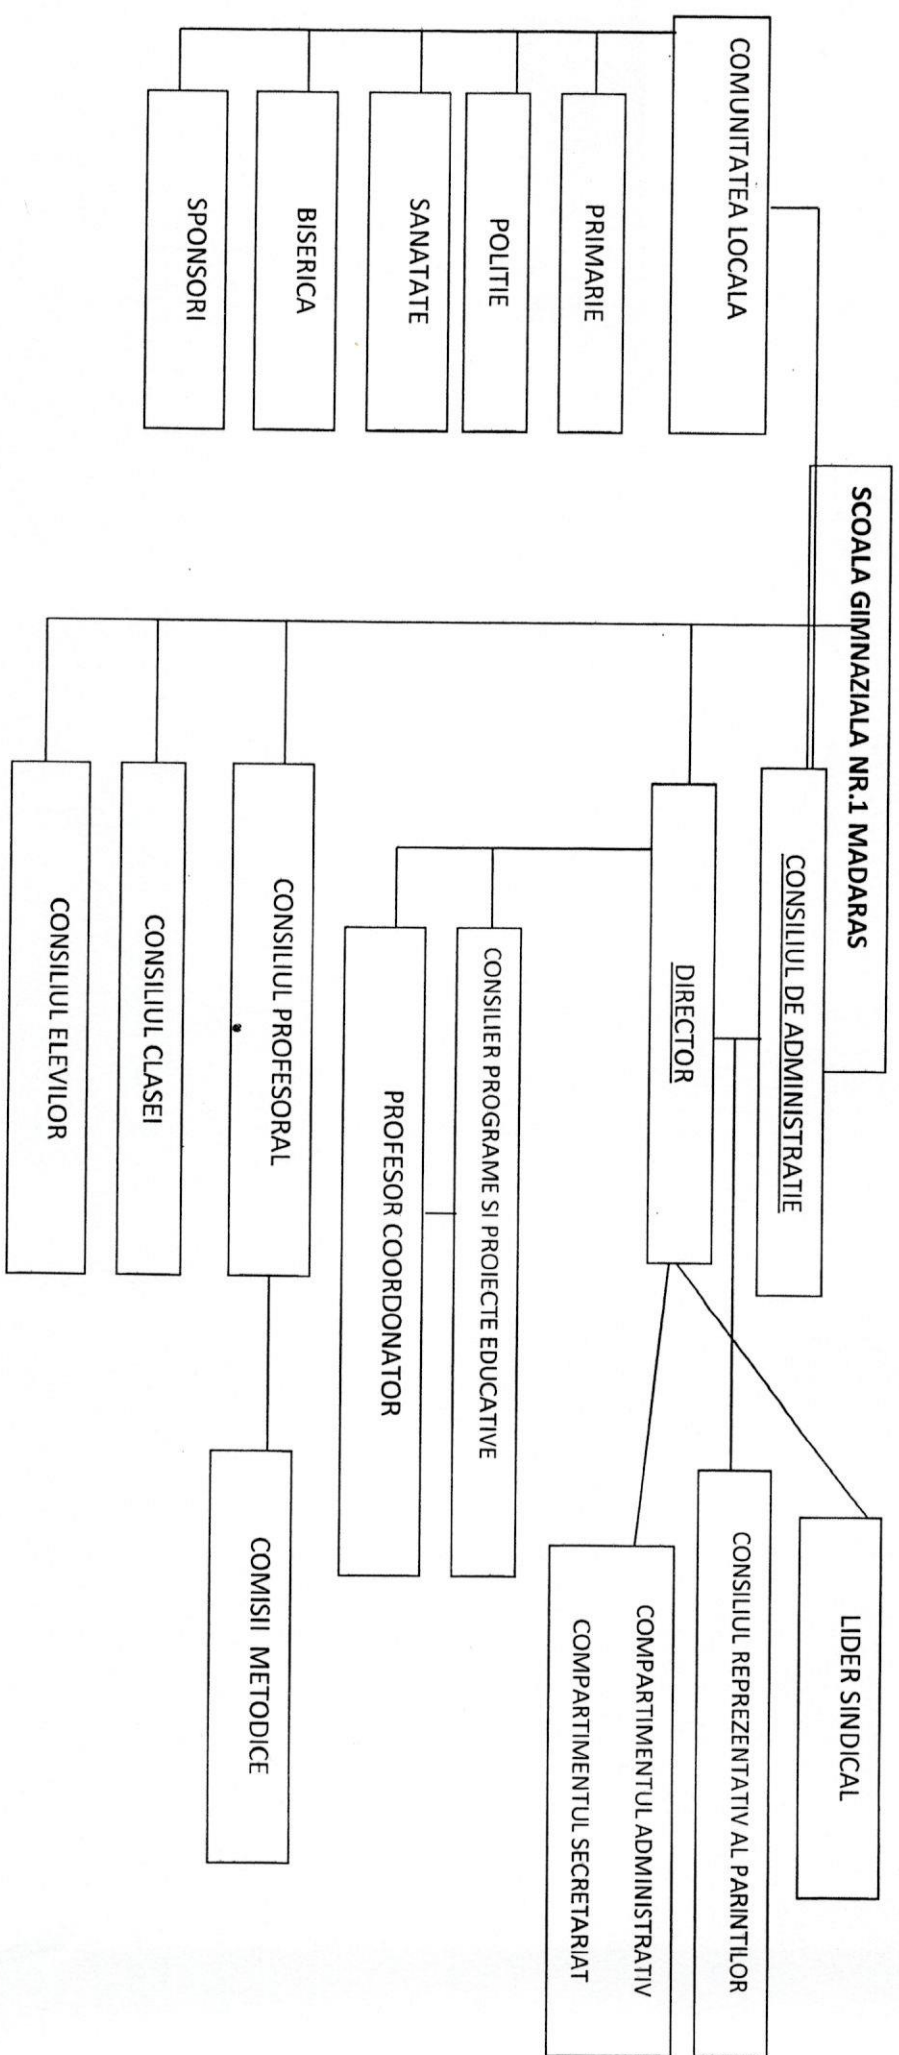 SCOALA GIMNAZIALA NR.1 MADARAS
COMUNITATEA LOCALA
PRIMARIE
POLITIE
SANATATE
BISERICA
SPONSORI
CONSILIUL DE ADMINISTRATIE
DIRECTOR
CONSILIER PROGRAME SI PROIECTE EDUCATIVE
PROFESOR COORDONATOR
CONSILIUL PROFESORAL
CONSILIUL CLASEI
CONSILIUL ELEVILOR
LIDER SINDICAL
CONSILIUL REPREZENTATIV AL PARINTILOR
COMPARTIMENTUL ADMINISTRATIV
COMPARTIMENTUL SECRETARIAT
COMISII METODICE